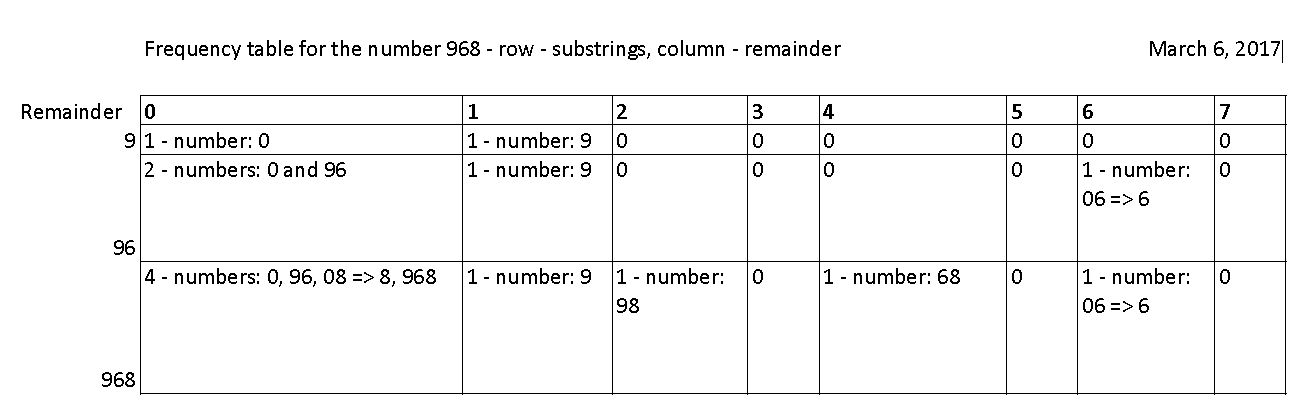 Frequency table for the number 968 - row - substrings, column - remainder March 6, 2017
Remainder 0 1 2 3 4 5 6 7
9 1 - number: 0 1 - number: 9 0 0 0 0 0 0
2 - numbers: 0 and 96 1 - number: 9 0 0 0 0 1 - number: 0
06 => 6
96
4 - numbers: 0, 96, 08 => 8, 968 1 - number: 9 1 - number: 0 1 - number: 68 0 1 - number: 0
98 06 => 6
968